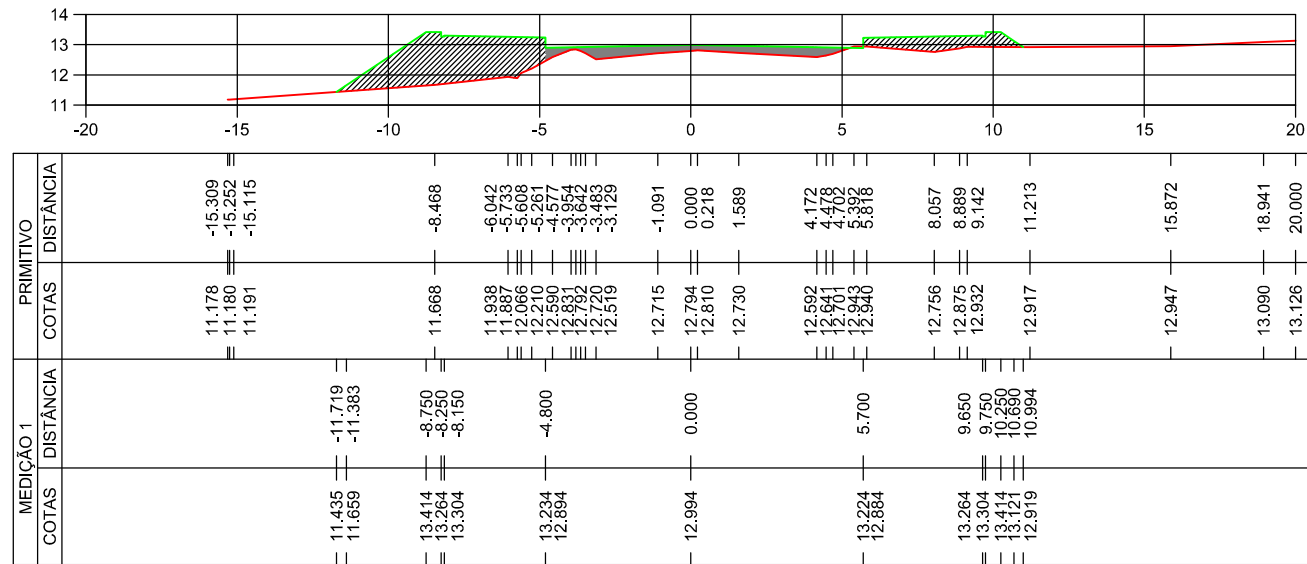 14
13
12
11
-20 -15 -10 -5 0 5 10 15 20
PRIMITIVO
DISTÂNCIA
-15.309 -15.252 -15.115 -8.468 -6.042 -5.733 -5.608 -5.261 -4.577 -3.954 -3.642 -3.483 -3.129 -1.091 0.000 0.218 1.589 4.172 4.478 4.702 5.392 5.818 8.057 8.889 9.142 11.213 15.872 18.941 20.000
COTAS
11.178 11.180 11.191 11.668 11.938 11.887 12.066 12.210 12.590 12.831 12.792 12.720 12.519 12.715 12.794 12.810 12.730 12.592 12.641 12.701 12.943 12.940 12.756 12.875 12.932 12.917 12.947 13.090 13.126
MEDIÇÃO 1
DISTÂNCIA
-11.719 -11.383 -8.750 -8.250 -8.150 -4.800 0.000 5.700 9.650 9.750 10.250 10.690 10.994
COTAS
11.435 11.659 13.414 13.264 13.304 13.234 12.894 12.994 13.224 12.884 13.264 13.304 13.414 13.121 12.919